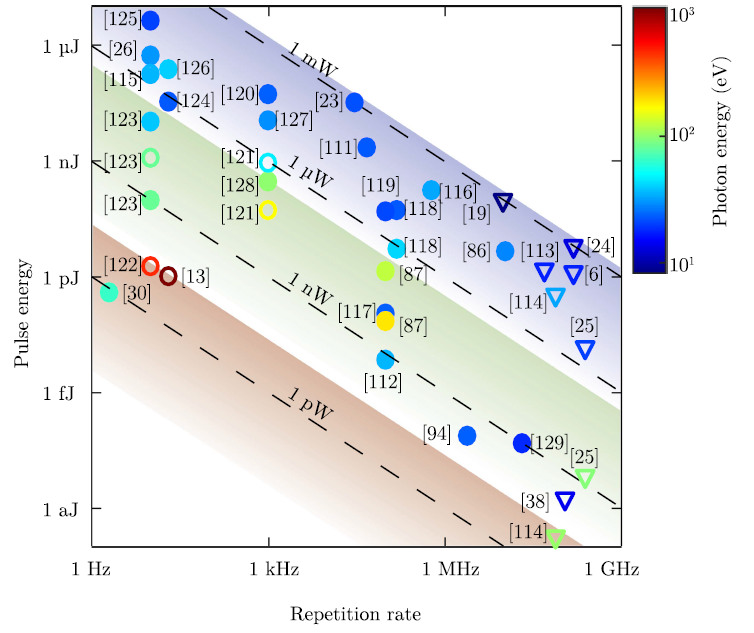 [125]
10³
1 µJ
[26]
1 mW
[126]
[115]
[120]
[23]
[124]
[123]
[127]
10²
[111]
[123]
[121]
1 nJ
1 µW
[128]
[119]
[116]
[123]
[121]
[118]
[19]
[118]
[86]
[113]
[24]
10¹
[122]
[13]
[87]
[6]
1 pJ
[30]
1 nW
[114]
[117]
[87]
[25]
[112]
1 fJ
1 pW
[94]
[129]
[25]
[38]
1 aJ
[114]
1 Hz
1 kHz
1 MHz
1 GHz
Repetition rate
Pulse energy
Photon energy (eV)